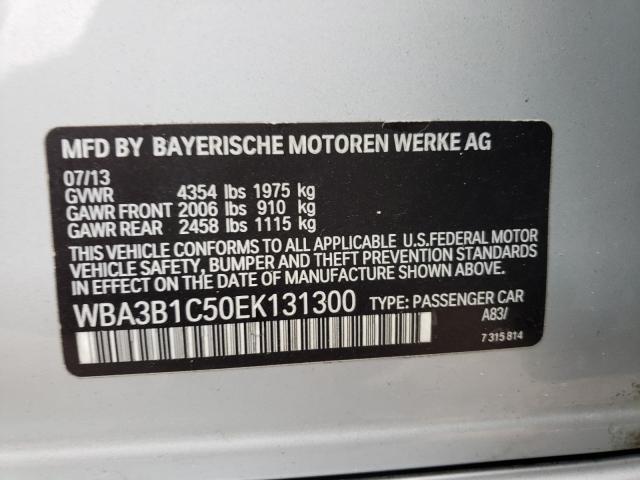 MFD BY BAYERISCHE MOTOREN WERKE AG
07/13
GVWR 4354 lbs 1975 kg
GAWR FRONT 2006 lbs 910 kg
GAWR REAR 2458 lbs 1115 kg
THIS VEHICLE CONFORMS TO ALL APPLICABLE U.S.FEDERAL MOTOR
VEHICLE SAFETY, BUMPER AND THEFT PREVENTION STANDARDS
IN EFFECT ON THE DATE OF MANUFACTURE SHOWN ABOVE.
WBA3B1C50EK131300 TYPE: PASSENGER CAR
A83/
7 315 814